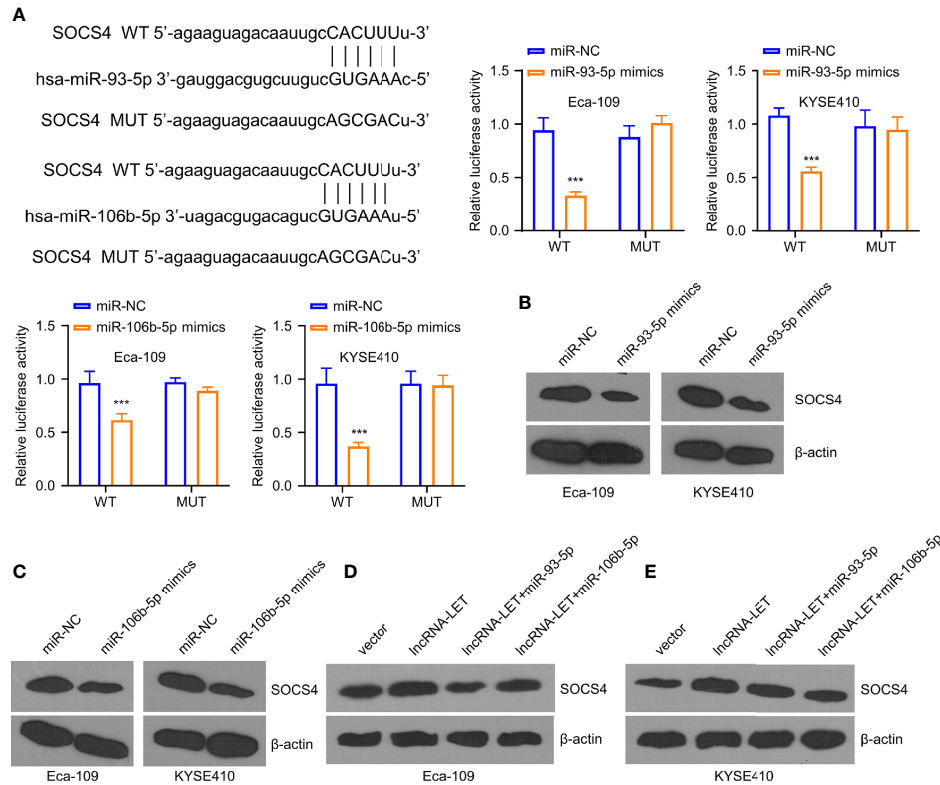 A
SOCS4 WT 5’-agaaguagacaauugcCACUUUu-3’
hsa-miR-93-5p 3’-gauggacgugcuugucGUGAAAc-5’
SOCS4 MUT 5’-agaaguagacaauugcAGCGACu-3’
SOCS4 WT 5’-agaaguagacaauugcCACUUUu-3’
hsa-miR-106b-5p 3’-uagacgugacagucGUGAAAu-5’
SOCS4 MUT 5’-agaaguagacaauugcAGCGACu-3’
miR-NC
miR-93-5p mimics
Eca-109
Relative luciferase activity
1.5
1.0
0.5
0.0
***
WT
MUT
miR-NC
miR-93-5p mimics
KYSE410
Relative luciferase activity
1.5
1.0
0.5
0.0
***
WT
MUT
miR-NC
miR-106b-5p mimics
Eca-109
Relative luciferase activity
1.5
1.0
0.5
0.0
***
WT
MUT
miR-NC
miR-106b-5p mimics
KYSE410
Relative luciferase activity
1.5
1.0
0.5
0.0
***
WT
MUT
B
miR-NC
miR-93-5p mimics
miR-NC
miR-93-5p mimics
SOCS4
β-actin
Eca-109
KYSE410
C
miR-NC
miR-106b-5p mimics
miR-NC
miR-106b-5p mimics
SOCS4
β-actin
Eca-109
KYSE410
D
vector
lncRNA-LET
lncRNA-LET+miR-93-5p
lncRNA-LET+miR-106b-5p
SOCS4
β-actin
Eca-109
E
vector
lncRNA-LET
lncRNA-LET+miR-93-5p
lncRNA-LET+miR-106b-5p
SOCS4
β-actin
KYSE410